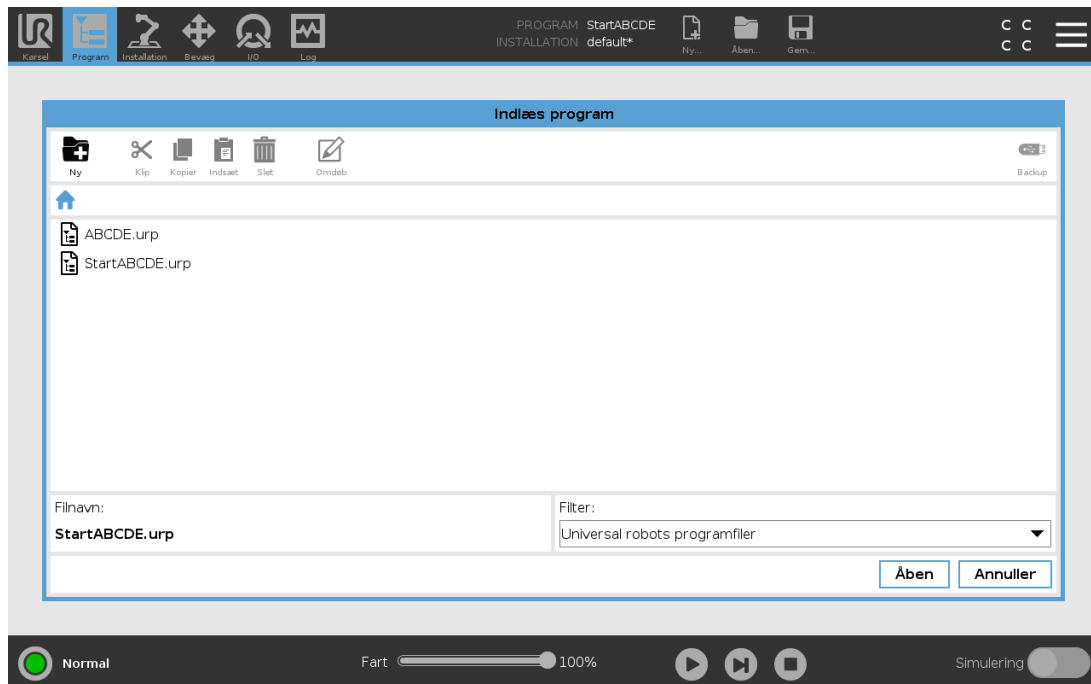 PROGRAM StartABCDE
INSTALLATION default*
Kørsel Program Installation Bevæg I/O Log Ny... Åben... Gem...
C C
C C
Indlæs program
Ny Klip Kopier Indsæt Slet Omdøb Backup
ABCDE.urp
StartABCDE.urp
Filnavn: Filter:
StartABCDE.urp Universal robots programfiler
Åben Annuller
Normal Fart 100% Simulering